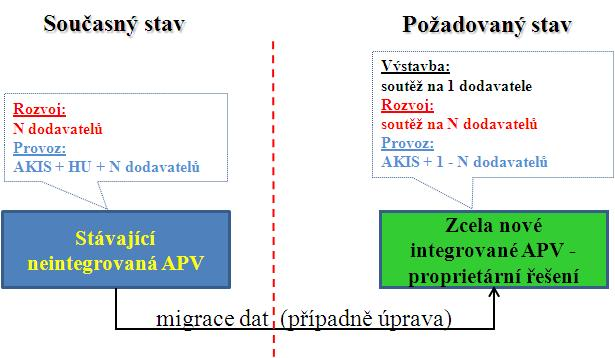 Současný stav
Požadovaný stav
Rozvoj:
N dodavatelů
Provoz:
AKIS + HU + N dodavatelů
Výstavba:
soutěž na 1 dodavatele
Rozvoj:
soutěž na N dodavatelů
Provoz:
AKIS + 1 - N dodavatelů
Stávající
neintegrovaná APV
Zcela nové
integrované APV -
proprietární řešení
migrace dat (případně úprava)